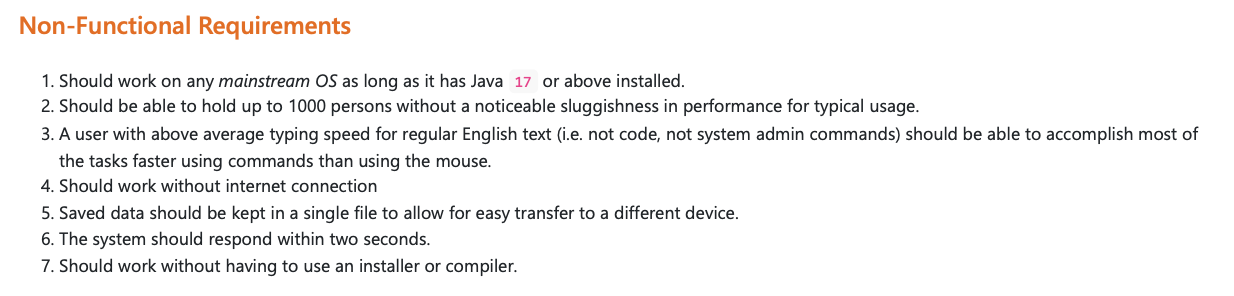 Non-Functional Requirements
1. Should work on any mainstream OS as long as it has Java 17 or above installed.
2. Should be able to hold up to 1000 persons without a noticeable sluggishness in performance for typical usage.
3. A user with above average typing speed for regular English text (i.e. not code, not system admin commands) should be able to accomplish most of
the tasks faster using commands than using the mouse.
4. Should work without internet connection
5. Saved data should be kept in a single file to allow for easy transfer to a different device.
6. The system should respond within two seconds.
7. Should work without having to use an installer or compiler.